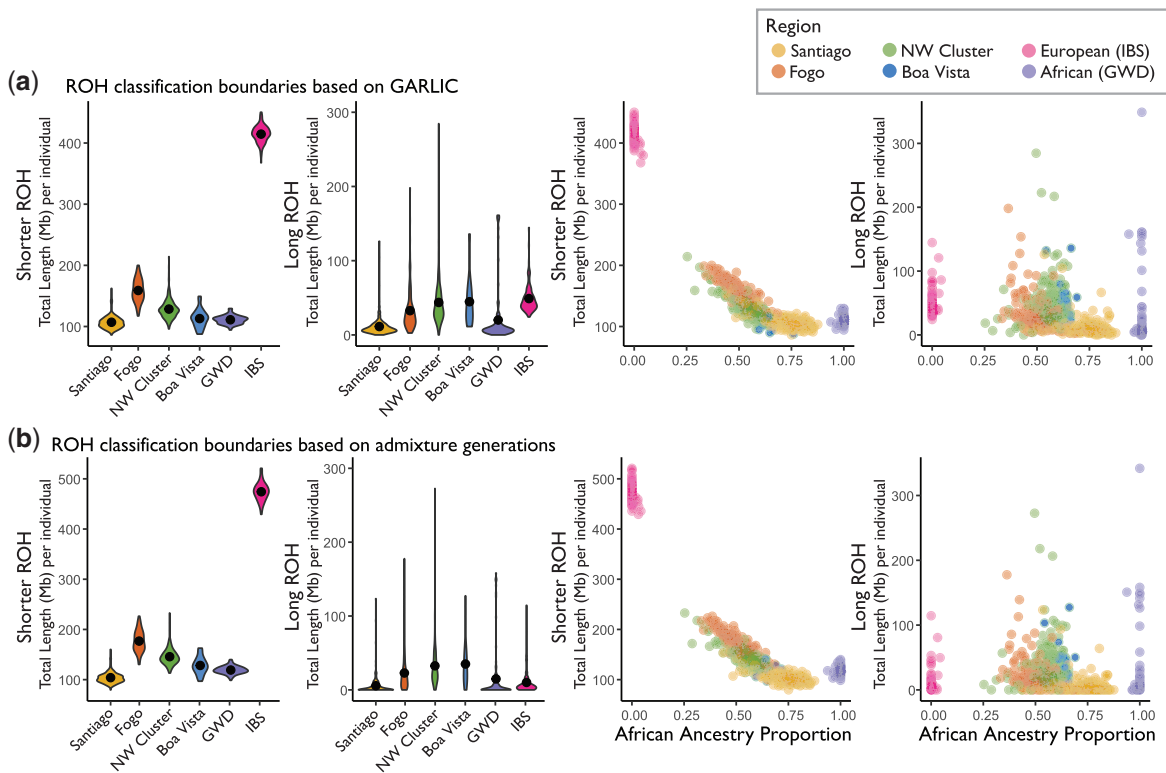 Region
Santiago
NW Cluster
European (IBS)
Fogo
Boa Vista
African (GWD)
(a)
ROH classification boundaries based on GARLIC
Shorter ROH
Total Length (Mb) per individual
400
300
200
100
Santiago
Fogo
NW Cluster
Boa Vista
GWD
IBS
Long ROH
Total Length (Mb) per individual
300
200
100
0
Santiago
Fogo
NW Cluster
Boa Vista
GWD
IBS
Shorter ROH
Total Length (Mb) per individual
400
300
200
100
0.00
0.25
0.50
0.75
1.00
Long ROH
Total Length (Mb) per individual
300
200
100
0
0.00
0.25
0.50
0.75
1.00
(b)
ROH classification boundaries based on admixture generations
Shorter ROH
Total Length (Mb) per individual
500
400
300
200
100
Santiago
Fogo
NW Cluster
Boa Vista
GWD
IBS
Long ROH
Total Length (Mb) per individual
300
200
100
0
Santiago
Fogo
NW Cluster
Boa Vista
GWD
IBS
Shorter ROH
Total Length (Mb) per individual
500
400
300
200
100
0.00
0.25
0.50
0.75
1.00
African Ancestry Proportion
Long ROH
Total Length (Mb) per individual
300
200
100
0
0.00
0.25
0.50
0.75
1.00
African Ancestry Proportion